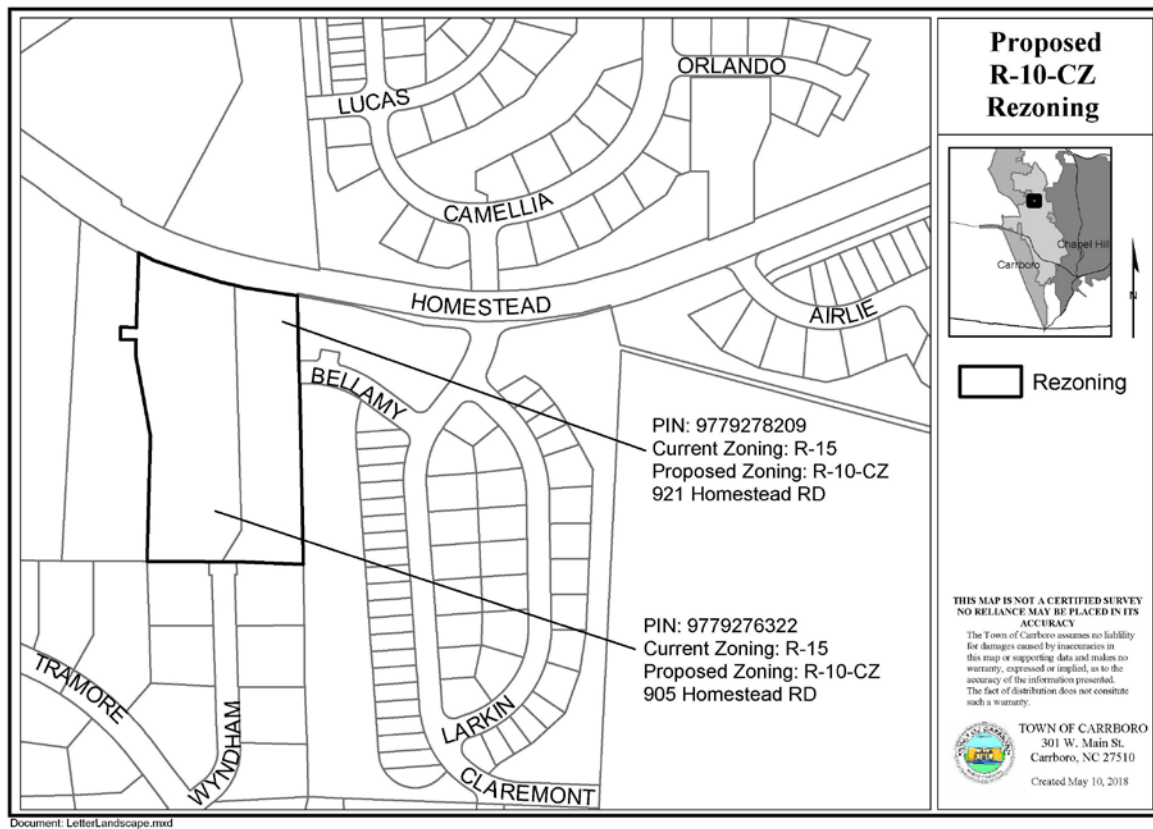 ORLANDO
LUCAS
CAMELLIA
HOMESTEAD
AIRLIE
BELLAMY
PIN: 9779278209
Current Zoning: R-15
Proposed Zoning: R-10-CZ
921 Homestead RD
PIN: 9779276322
Current Zoning: R-15
Proposed Zoning: R-10-CZ
905 Homestead RD
TRAMORE
WYNDHAM
LARKIN
CLAREMONT
Proposed
R-10-CZ
Rezoning
Chapel Hill
Carrboro
N
Rezoning
THIS MAP IS NOT A CERTIFIED SURVEY
NO RELIANCE MAY BE PLACED IN ITS
ACCURACY
The Town of Carrboro assumes no liablility
for damages caused by inaccuracies in
this map or supporting data and makes no
warranty, expressed or implied, as to the
accuracy of the information presented.
The fact of distribution does not consitute
such a warranty.
TOWN OF CARRBORO
301 W. Main St.
Carrboro, NC 27510
Created May 10, 2018
Document: LetterLandscape.mxd